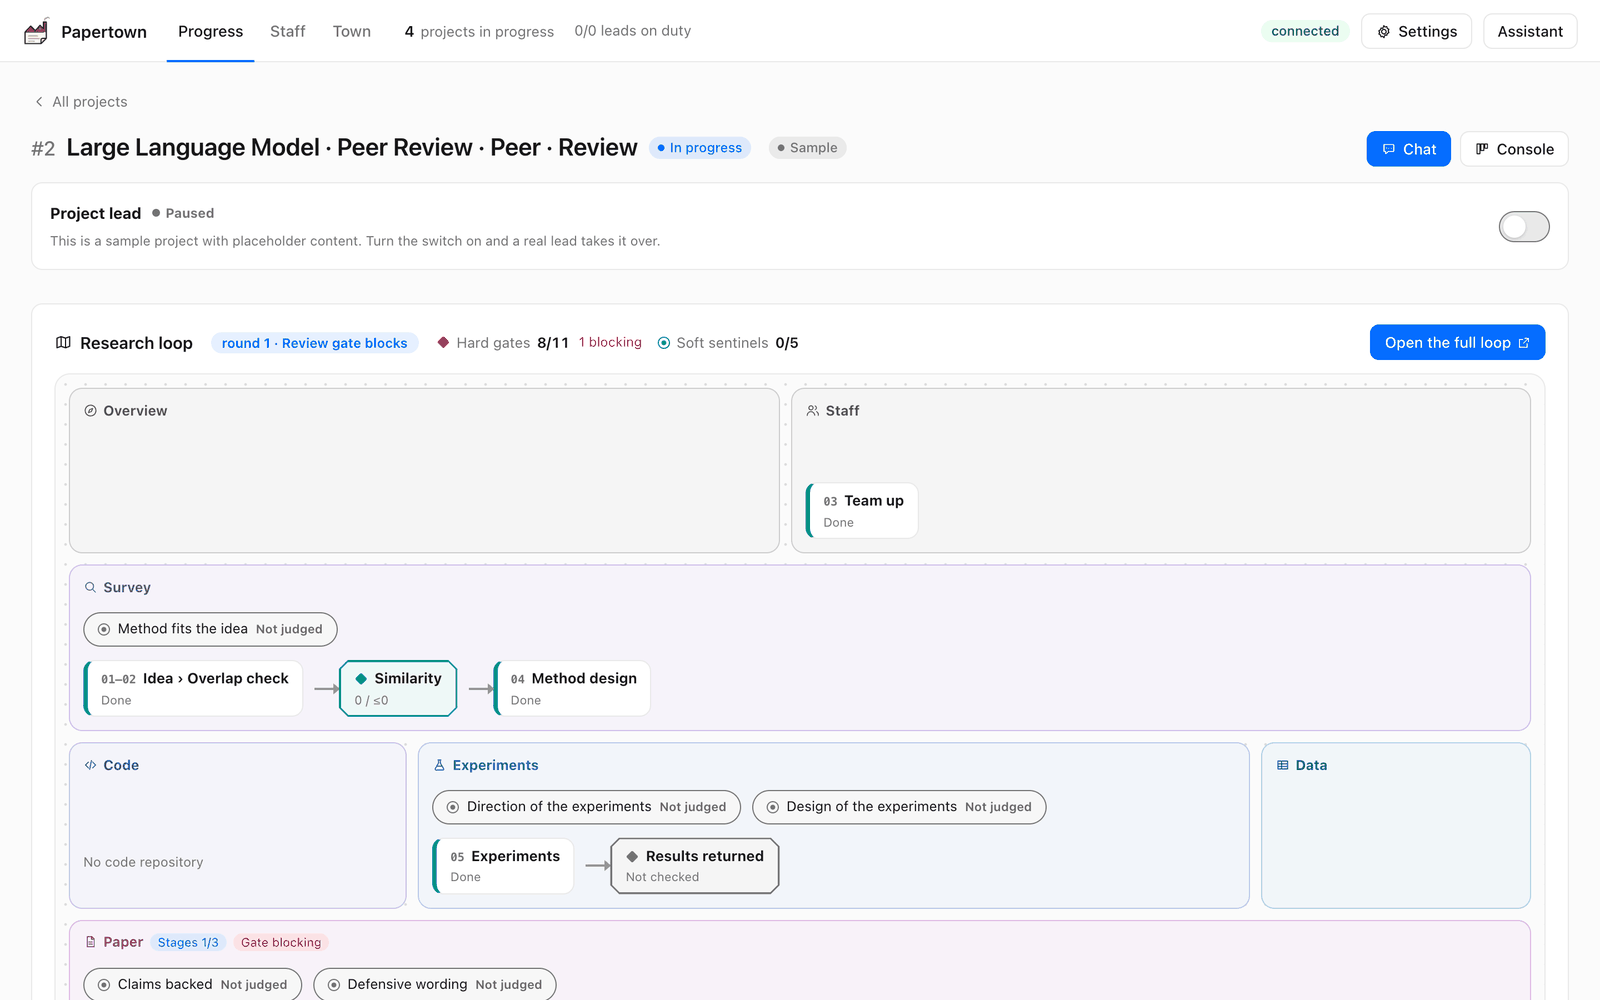 Papertown Progress Staff Town 4 projects in progress 0/0 leads on duty connected Settings Assistant
All projects
#2 Large Language Model · Peer Review · Peer · Review In progress Sample Chat Console
Project lead Paused
This is a sample project with placeholder content. Turn the switch on and a real lead takes it over.
Research loop round 1 · Review gate blocks Hard gates 8/11 1 blocking Soft sentinels 0/5 Open the full loop
Overview
Staff
03 Team up
Done
Survey
Method fits the idea Not judged
01–02 Idea › Overlap check
Done
Similarity
0 / ≤0
04 Method design
Done
Code
No code repository
Experiments
Direction of the experiments Not judged
Design of the experiments Not judged
05 Experiments
Done
Results returned
Not checked
Data
Paper Stages 1/3 Gate blocking
Claims backed Not judged
Defensive wording Not judged